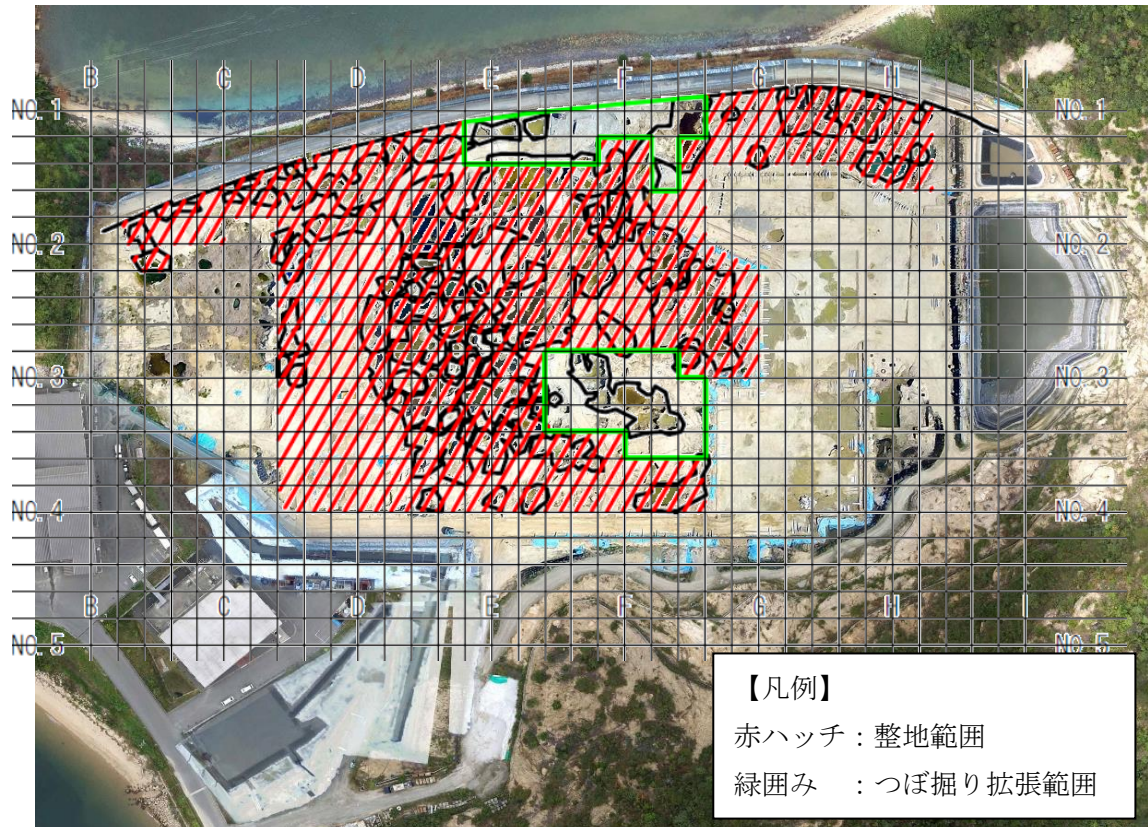 B C D E F G H I
NO. 1 NO. 1
NO. 2 NO. 2
NO. 3 NO. 3
NO. 4 NO. 4
B C D E F G H I
NO. 5 NO. 5
【凡例】
赤ハッチ：整地範囲
緑囲み　：つぼ掘り拡張範囲